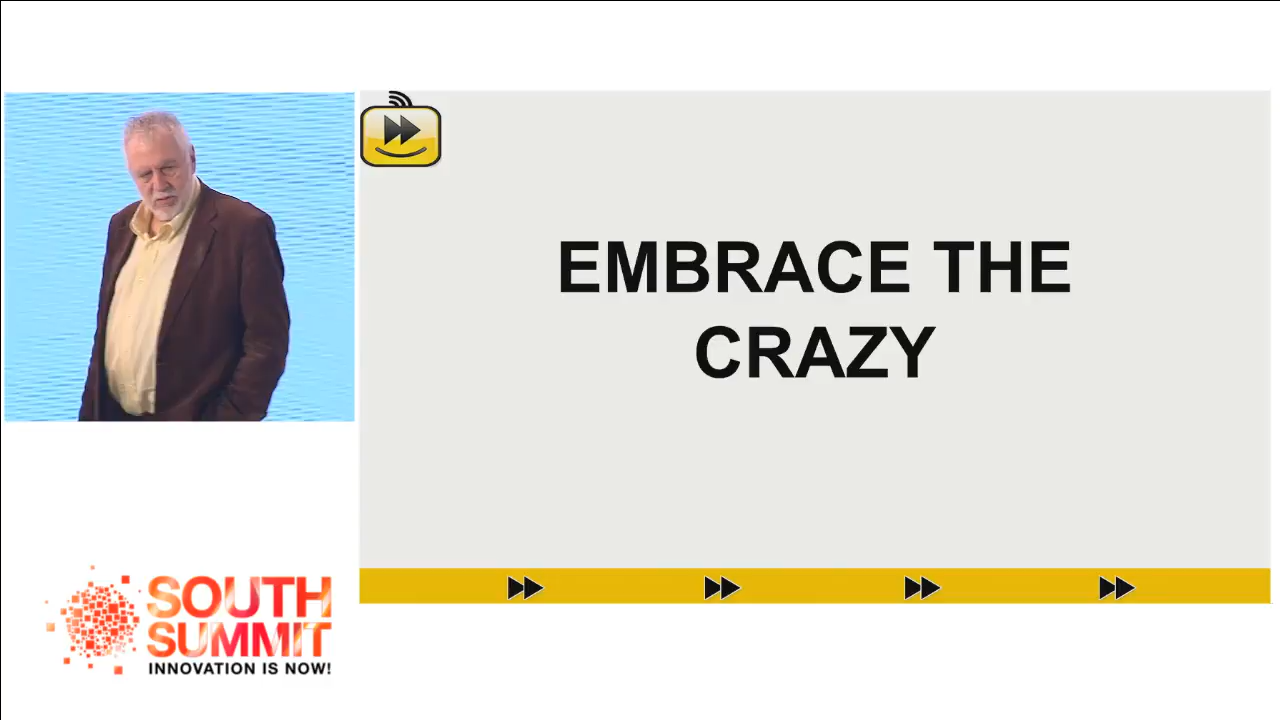 EMBRACE THE
CRAZY
SOUTH
SUMMIT
INNOVATION IS NOW!